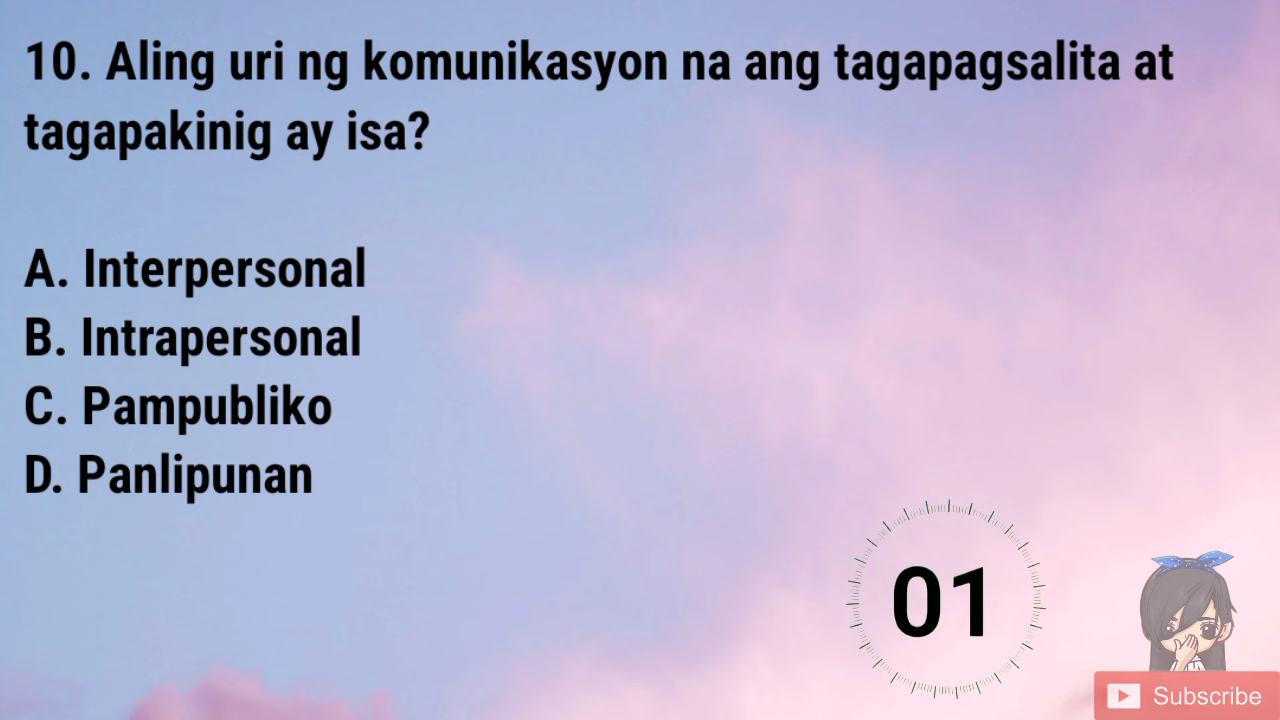 10. Aling uri ng komunikasyon na ang tagapagsalita at
tagapakinig ay isa?
A. Interpersonal
B. Intrapersonal
C. Pampubliko
D. Panlipunan
01
Subscribe